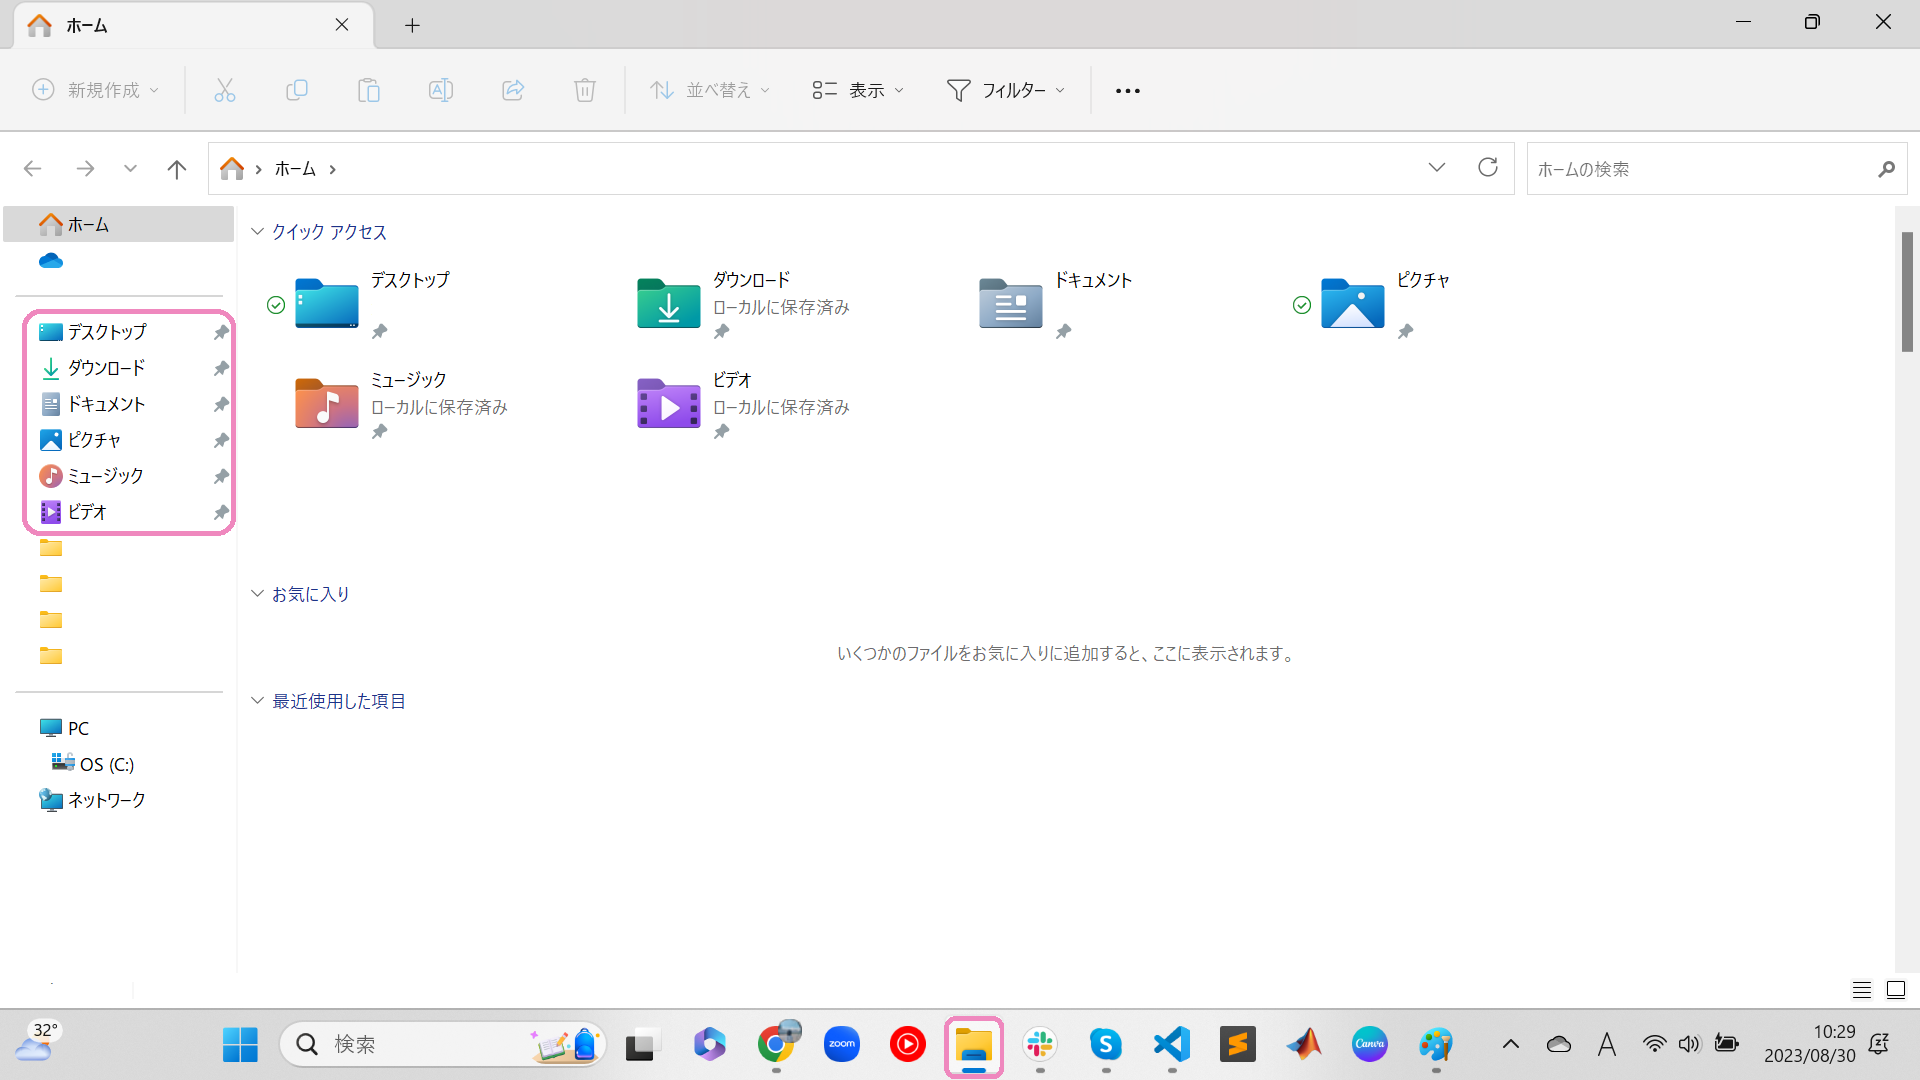 ホーム
新規作成
並べ替え
表示
フィルター
ホーム
ホームの検索
ホーム
デスクトップ
ダウンロード
ドキュメント
ピクチャ
ミュージック
ビデオ
PC
OS (C:)
ネットワーク
クイック アクセス
デスクトップ
ダウンロード
ローカルに保存済み
ドキュメント
ピクチャ
ミュージック
ローカルに保存済み
ビデオ
ローカルに保存済み
お気に入り
いくつかのファイルをお気に入りに追加すると、ここに表示されます。
最近使用した項目
32°
検索
zoom
Canva
A
10:29
2023/08/30